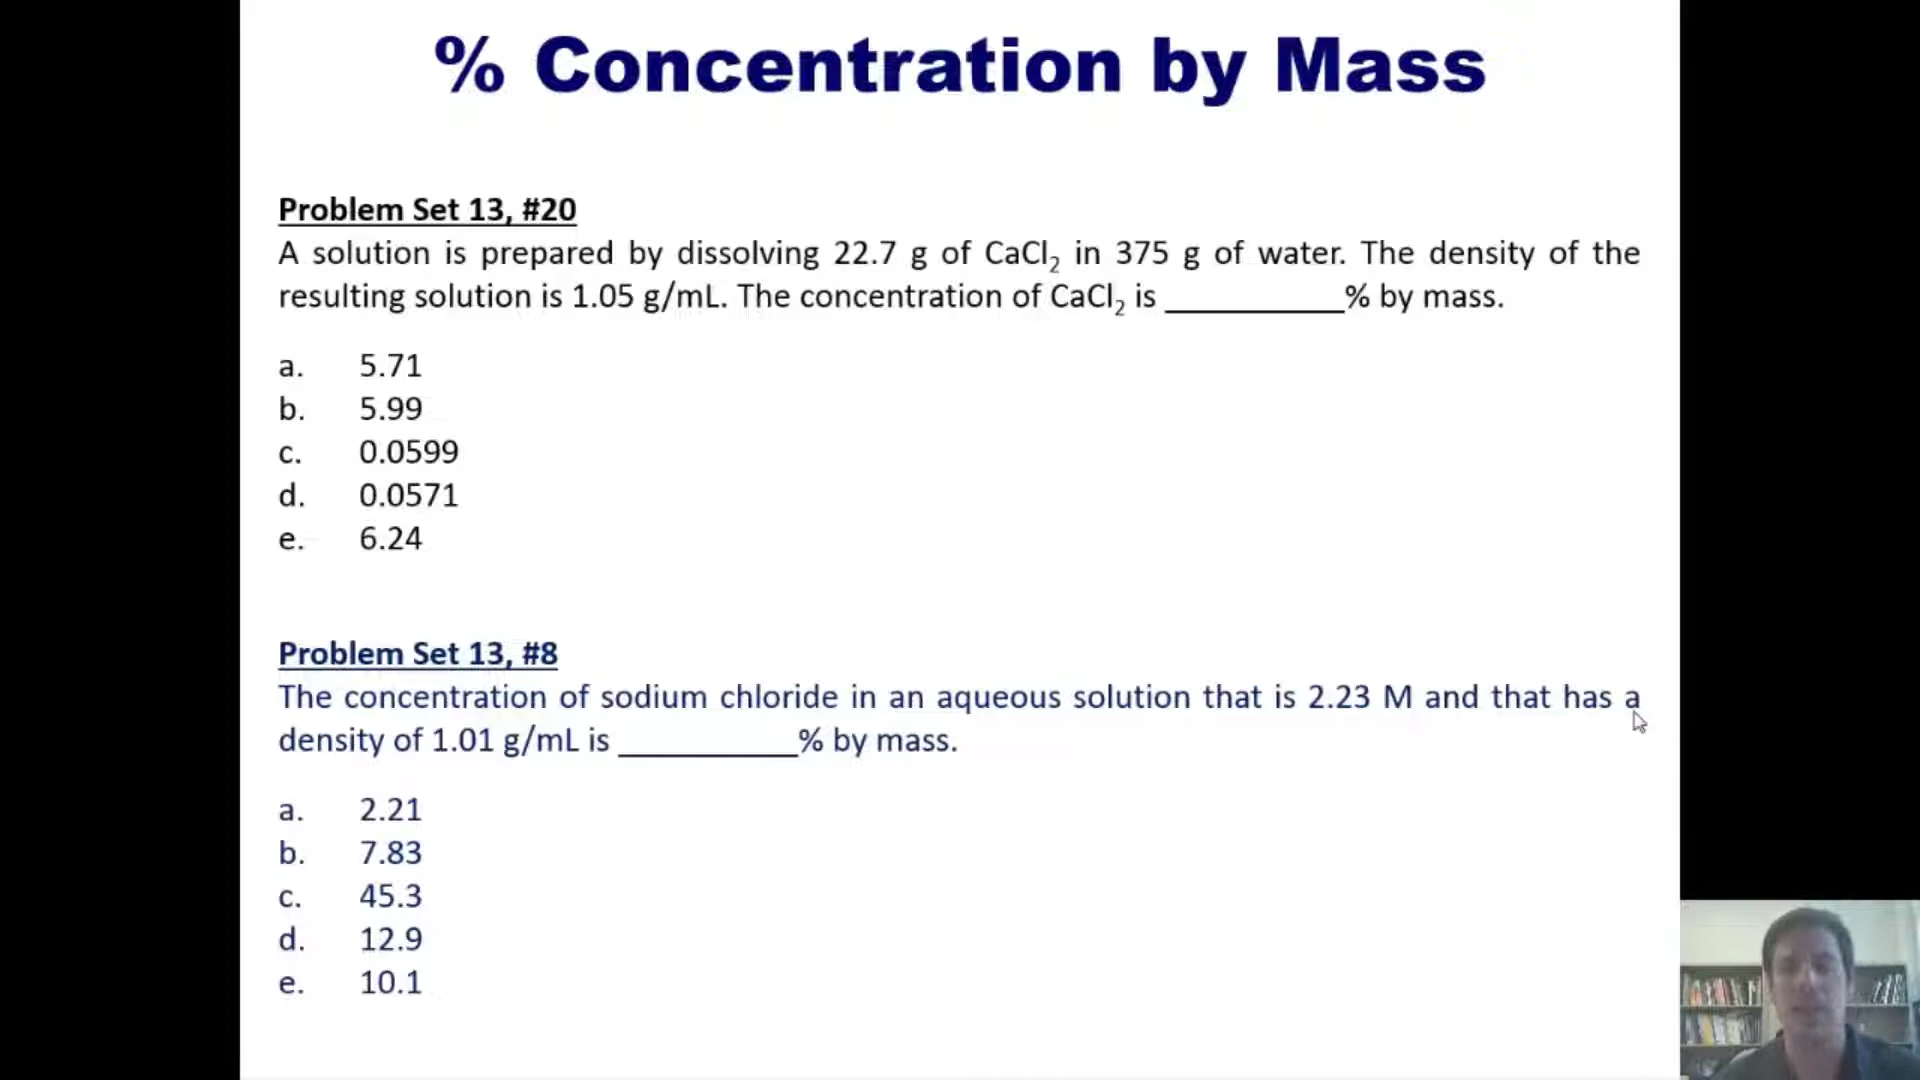 % Concentration by Mass
Problem Set 13, #20
A solution is prepared by dissolving 22.7 g of CaCl₂ in 375 g of water. The density of the
resulting solution is 1.05 g/mL. The concentration of CaCl₂ is __________% by mass.
a. 5.71
b. 5.99
c. 0.0599
d. 0.0571
e. 6.24
Problem Set 13, #8
The concentration of sodium chloride in an aqueous solution that is 2.23 M and that has a
density of 1.01 g/mL is __________% by mass.
a. 2.21
b. 7.83
c. 45.3
d. 12.9
e. 10.1